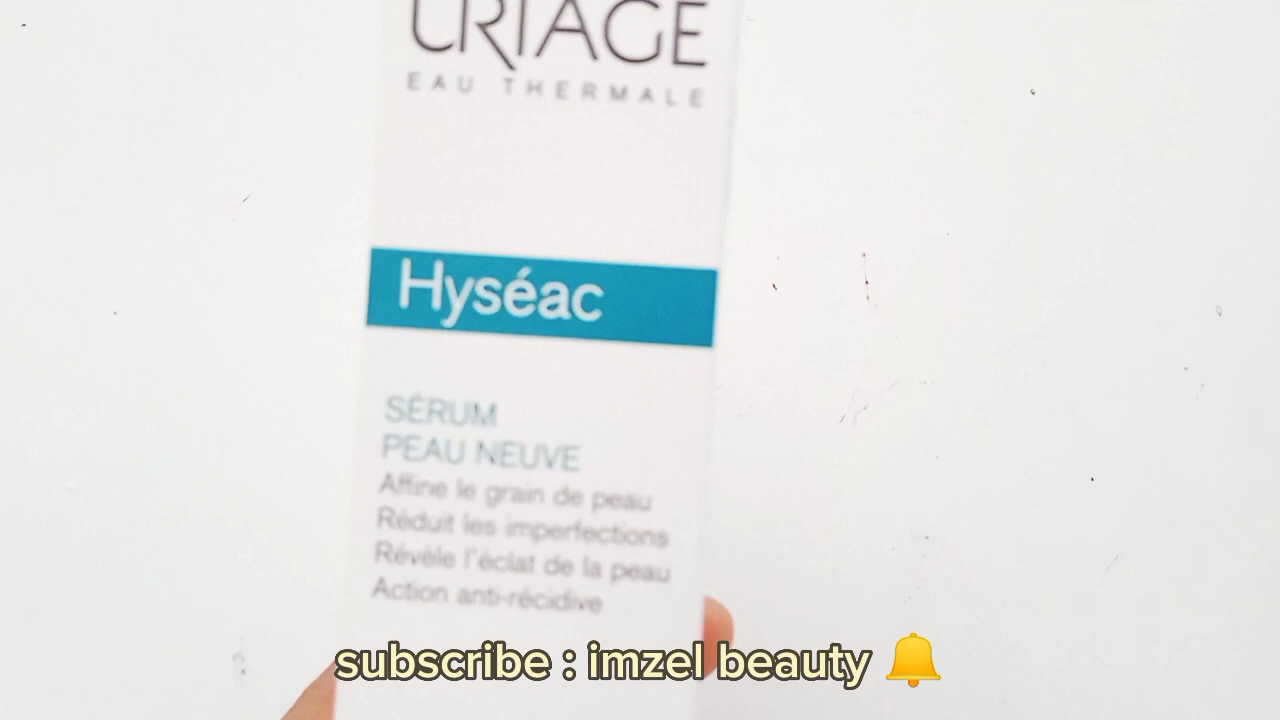 URIAGE
EAU THERMALE
Hyséac
SÉRUM
PEAU NEUVE
Affine le grain de peau
Réduit les imperfections
Révèle l'éclat de la peau
Action anti-récidive
subscribe : imzel beauty 🔔